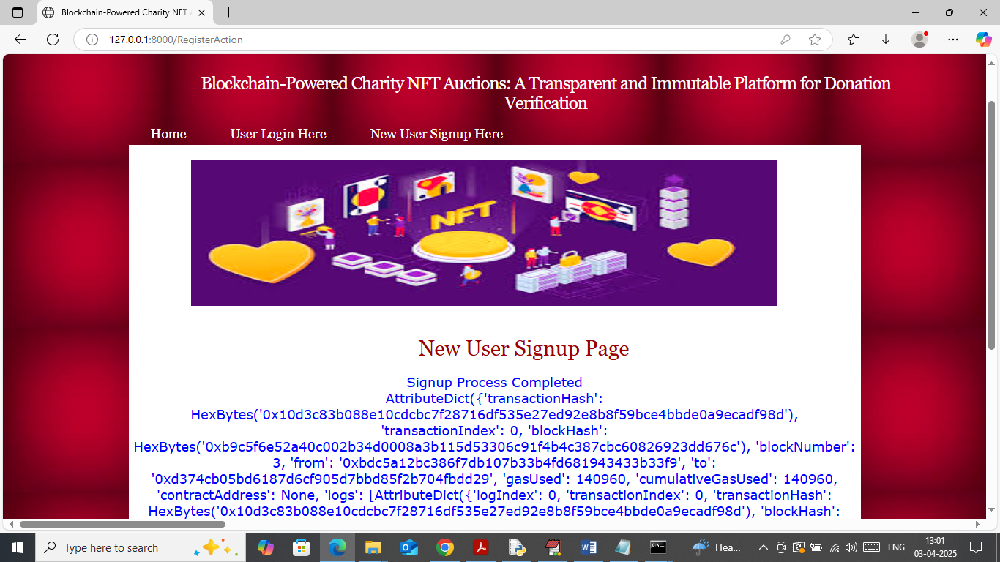 Blockchain-Powered Charity NFT A
127.0.0.1:8000/RegisterAction
Blockchain-Powered Charity NFT Auctions: A Transparent and Immutable Platform for Donation
Verification
Home User Login Here New User Signup Here
NFT
New User Signup Page
Signup Process Completed
AttributeDict({'transactionHash':
HexBytes('0x10d3c83b088e10cdcbc7f28716df535e27ed92e8b8f59bce4bbde0a9ecadf98d'),
'transactionIndex': 0, 'blockHash':
HexBytes('0xb9c5f6e52a40c002b34d0008a3b115d53306c91f4b4c387cbc60826923dd676c'), 'blockNumber':
3, 'from': '0xbdc5a12bc386f7db107b33b4fd681943433b33f9', 'to':
'0xd374cb05bd6187d6cf905d7bbd85f2b704fbdd29', 'gasUsed': 140960, 'cumulativeGasUsed': 140960,
'contractAddress': None, 'logs': [AttributeDict({'logIndex': 0, 'transactionIndex': 0, 'transactionHash':
HexBytes('0x10d3c83b088e10cdcbc7f28716df535e27ed92e8b8f59bce4bbde0a9ecadf98d'), 'blockHash':
Type here to search
Hea...
ENG
13:01
03-04-2025